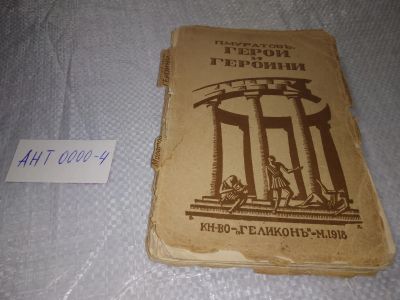 П.МУРАТОВЪ.
ГЕРОИ
И
ГЕРОИНИ
КН-ВО-„ГЕЛИКОНЪ“-М.1918
АНТ 0000-4